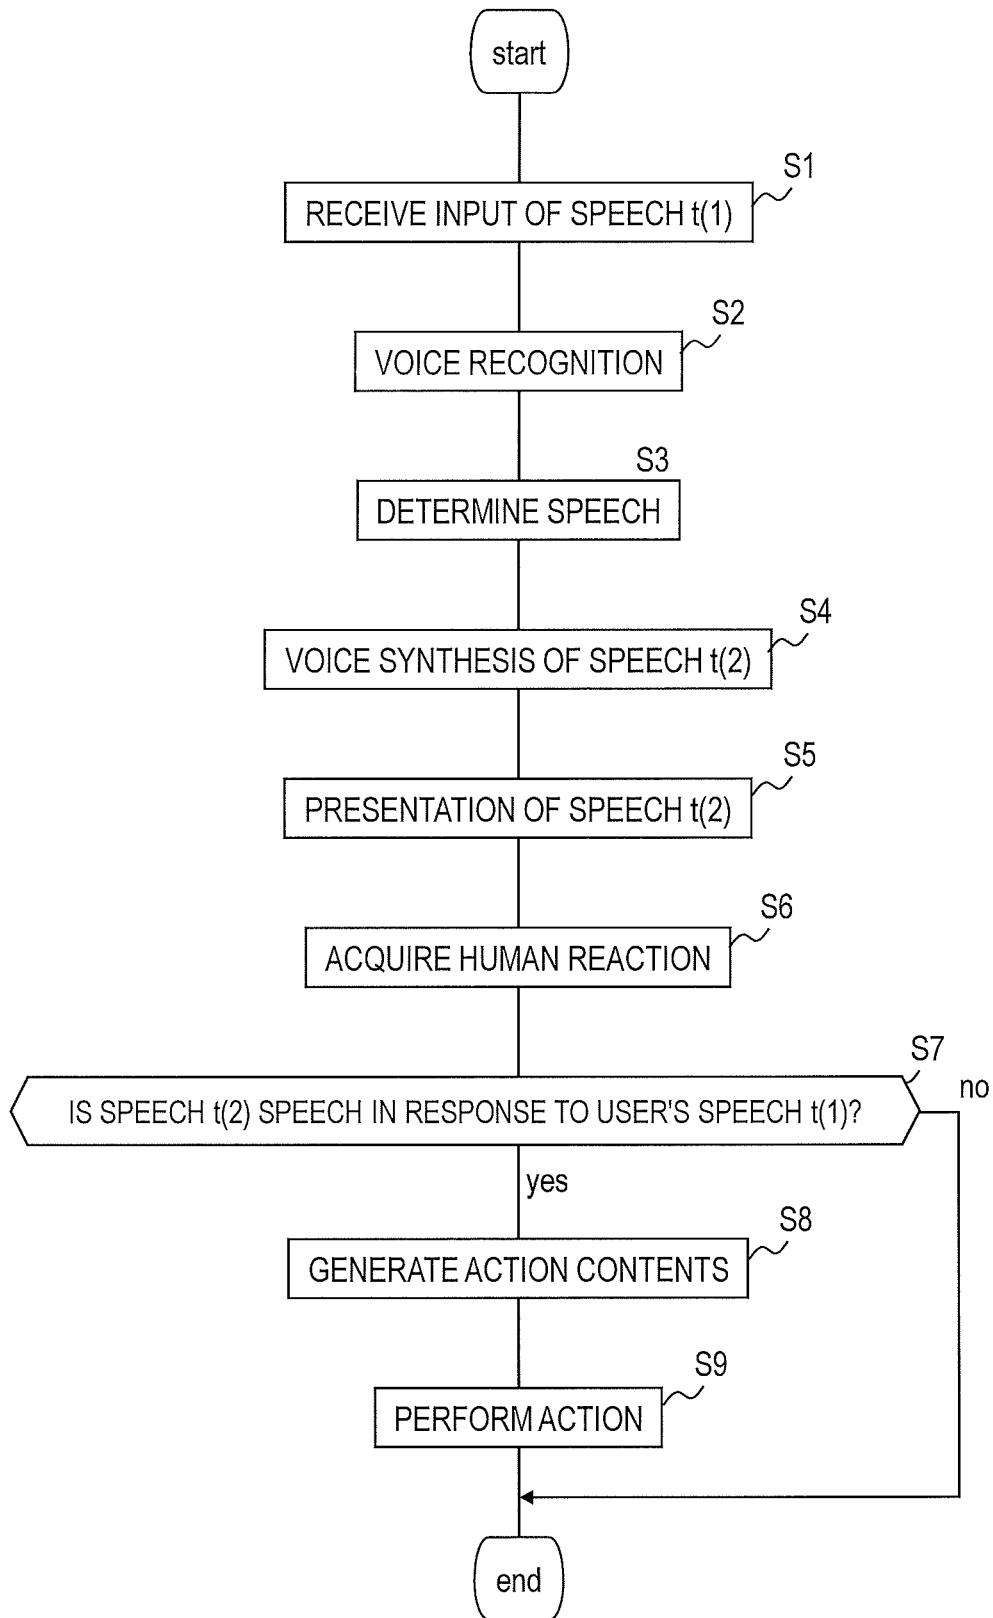 start
S1
RECEIVE INPUT OF SPEECH t(1)
S2
VOICE RECOGNITION
S3
DETERMINE SPEECH
S4
VOICE SYNTHESIS OF SPEECH t(2)
S5
PRESENTATION OF SPEECH t(2)
S6
ACQUIRE HUMAN REACTION
S7
no
IS SPEECH t(2) SPEECH IN RESPONSE TO USER'S SPEECH t(1)?
yes
S8
GENERATE ACTION CONTENTS
S9
PERFORM ACTION
end